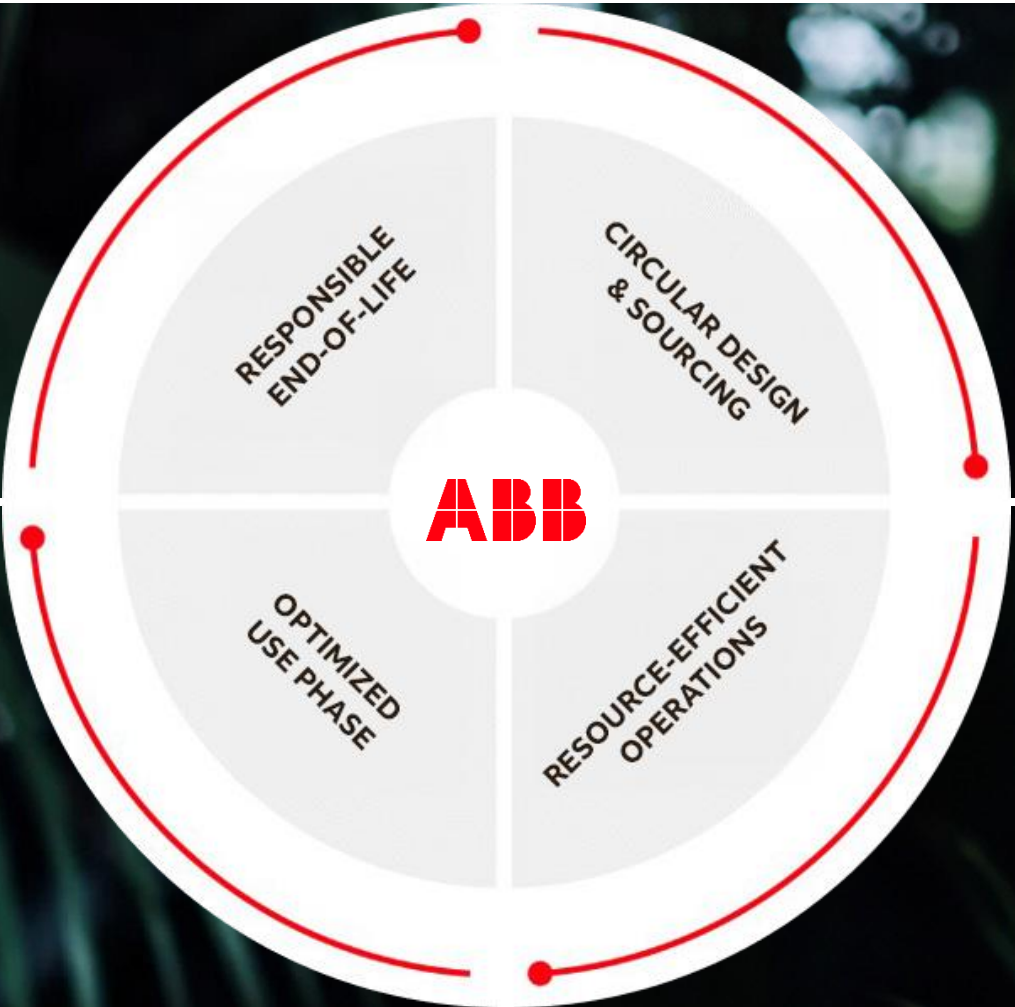 RESPONSIBLE
END-OF-LIFE
CIRCULAR DESIGN
& SOURCING
ABB
OPTIMIZED
USE PHASE
RESOURCE-EFFICIENT
OPERATIONS